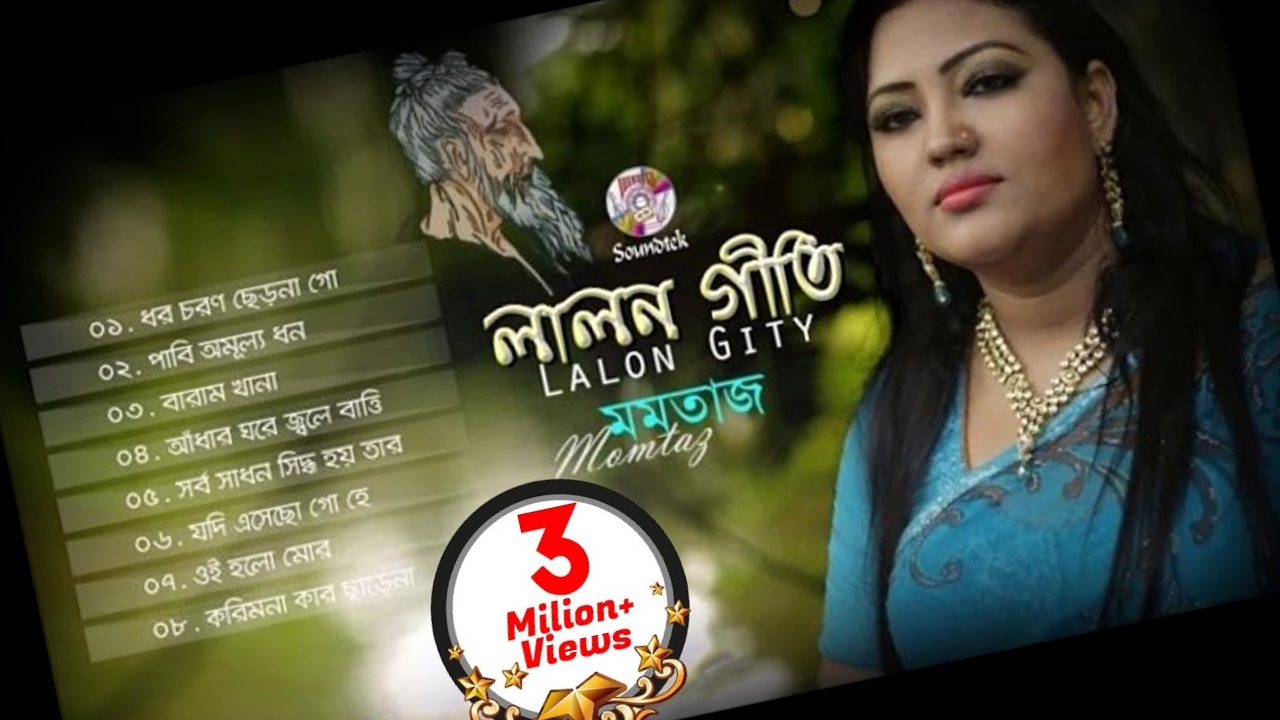 ০১. ধর চরণ ছেড়না গো
০২. পাবি অমূল্য ধন
০৩. বারাম খানা
০৪. আঁধার ঘরে জ্বলে বাত্তি
০৫. সর্ব সাধন সিদ্ধ হয় তার
০৬. যদি এসেছো গো হে
০৭. ওই হলো মোর
০৮. করিমনা কার ছাড়েনা
Soundtek
লালন গীতি
LALON GITY
মমতাজ
Momtaz
3
Milion+
Views